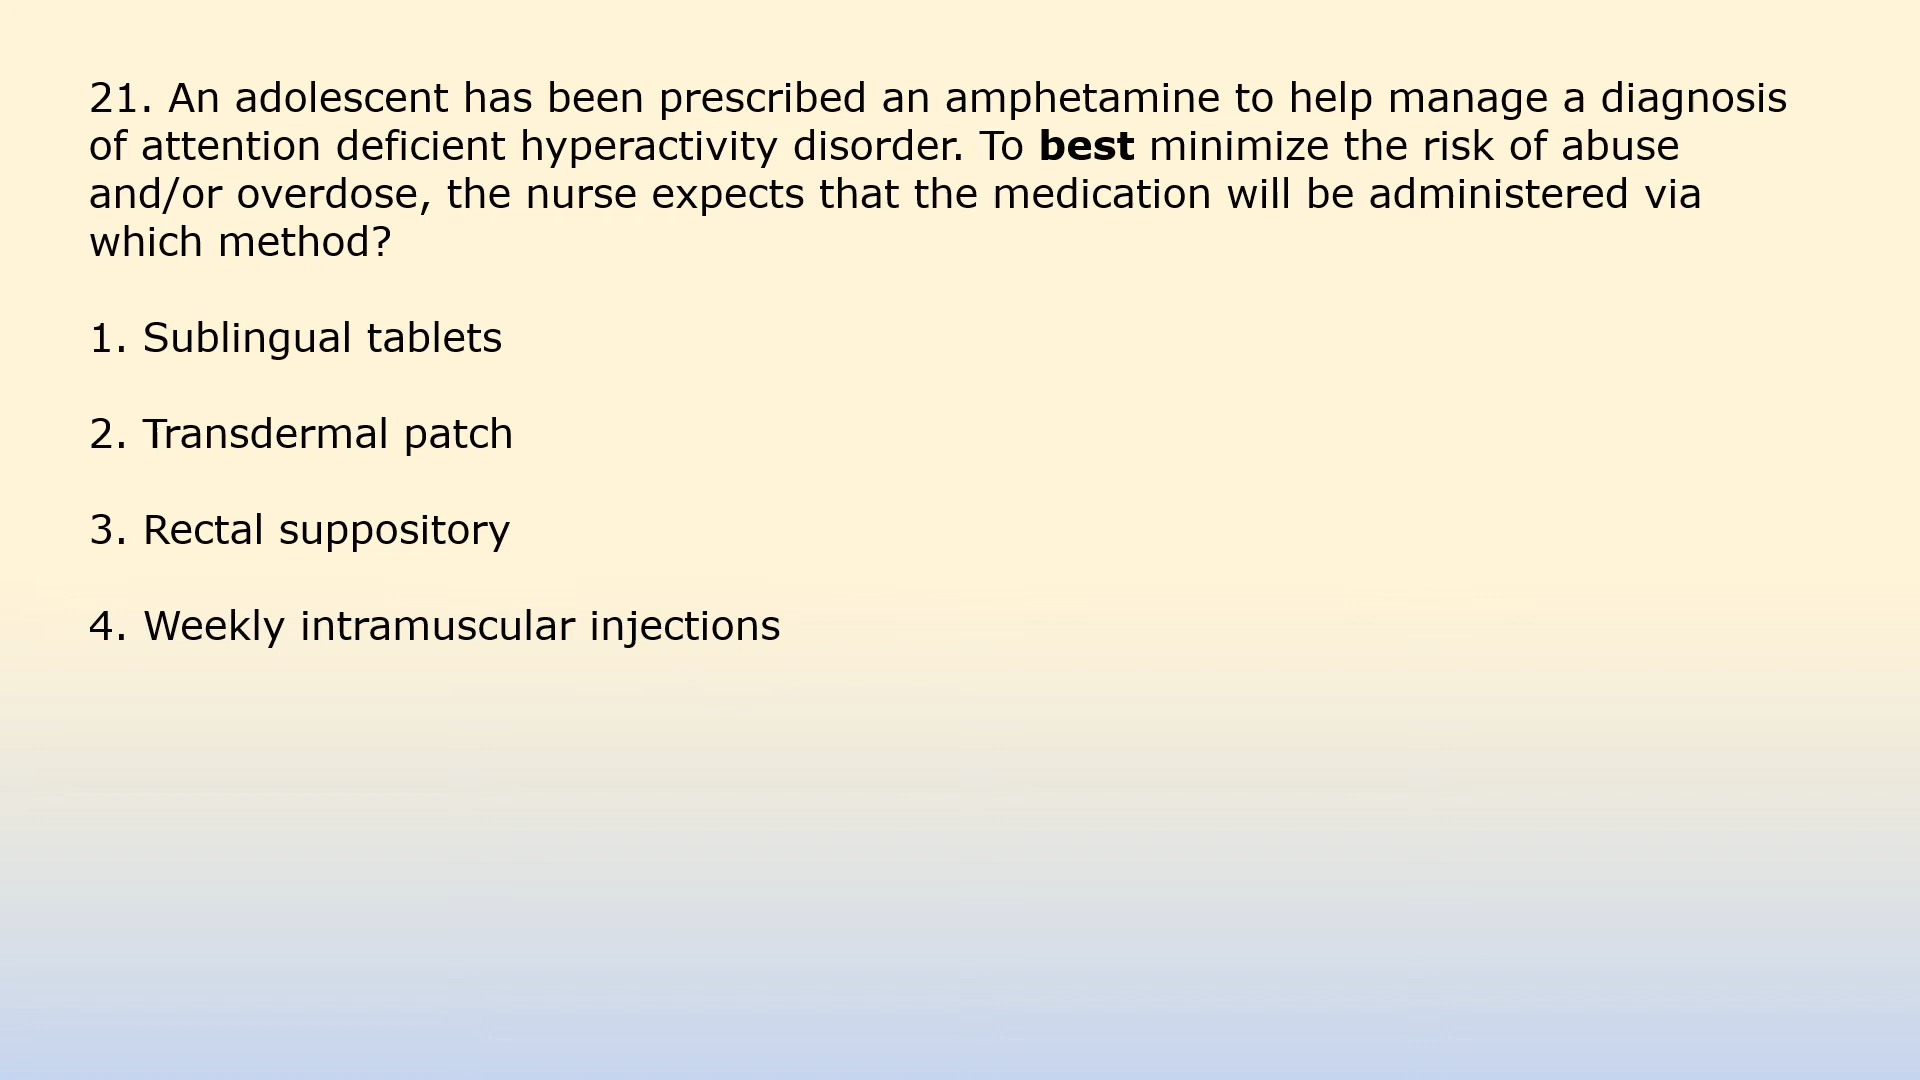 21. An adolescent has been prescribed an amphetamine to help manage a diagnosis
of attention deficient hyperactivity disorder. To best minimize the risk of abuse
and/or overdose, the nurse expects that the medication will be administered via
which method?
1. Sublingual tablets
2. Transdermal patch
3. Rectal suppository
4. Weekly intramuscular injections